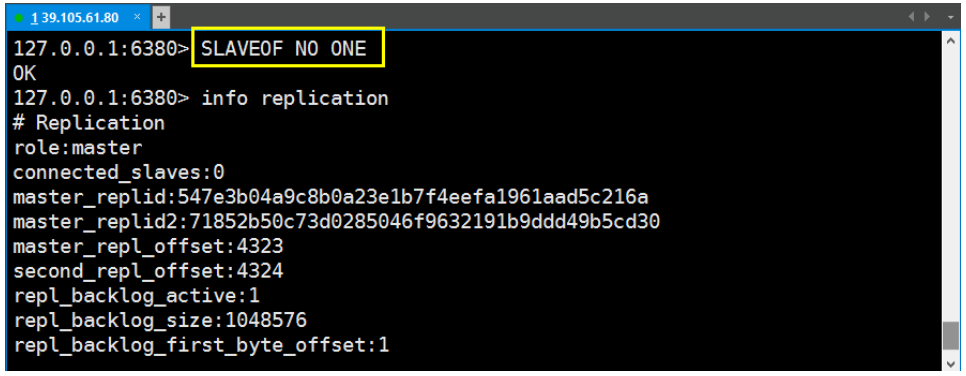 1 39.105.61.80 × +
127.0.0.1:6380> SLAVEOF NO ONE
OK
127.0.0.1:6380> info replication
# Replication
role:master
connected_slaves:0
master_replid:547e3b04a9c8b0a23e1b7f4eefa1961aad5c216a
master_replid2:71852b50c73d0285046f9632191b9ddd49b5cd30
master_repl_offset:4323
second_repl_offset:4324
repl_backlog_active:1
repl_backlog_size:1048576
repl_backlog_first_byte_offset:1